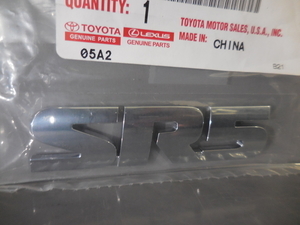 QUANTITY: 1
TOYOTA LEXUS
GENUINE PARTS GENUINE PARTS
05A2
TOYOTA MOTOR SALES, U.S.A., INC.
MADE IN: CHINA
SR5